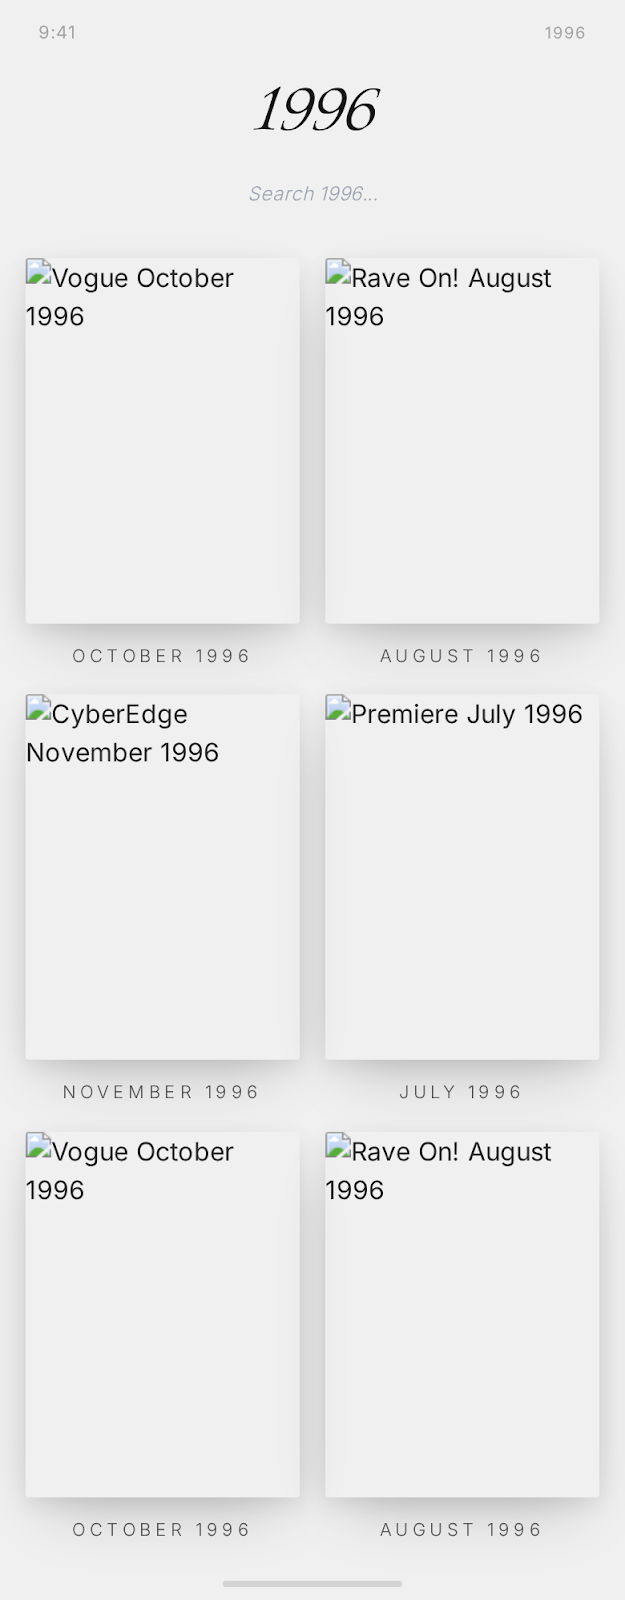 9:41
1996
1996
Search 1996...
Vogue October
1996
Rave On! August
1996
OCTOBER 1996
AUGUST 1996
CyberEdge
November 1996
Premiere July 1996
NOVEMBER 1996
JULY 1996
Vogue October
1996
Rave On! August
1996
OCTOBER 1996
AUGUST 1996